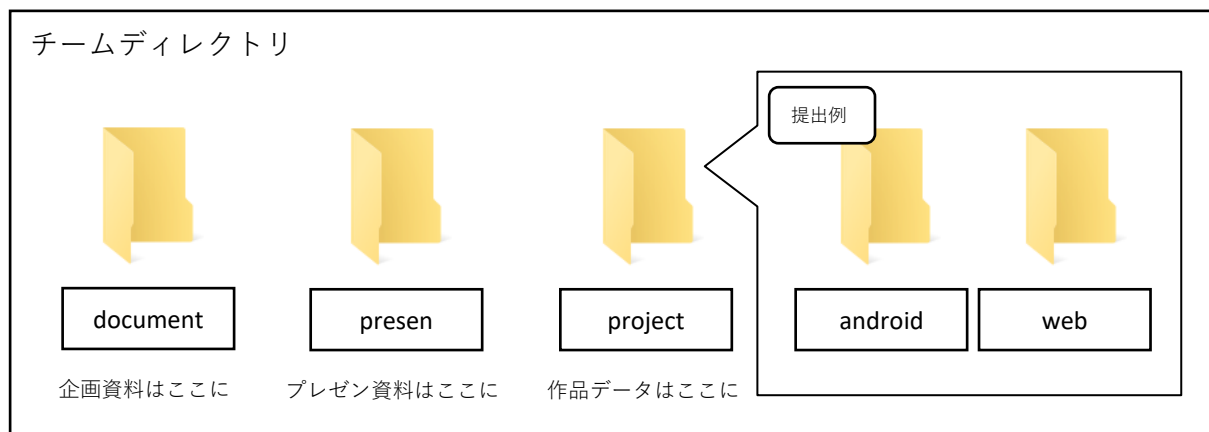 チームディレクトリ
提出例
document
presen
project
android
web
企画資料はここに
プレゼン資料はここに
作品データはここに